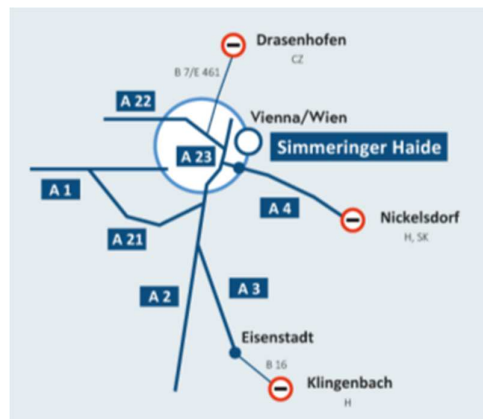 Drasenhofen
CZ
B 7/E 461
A 22
Vienna/Wien
Simmeringer Haide
A 23
A 1
A 4
Nickelsdorf
H, SK
A 21
A 2
A 3
Eisenstadt
B 16
Klingenbach
H